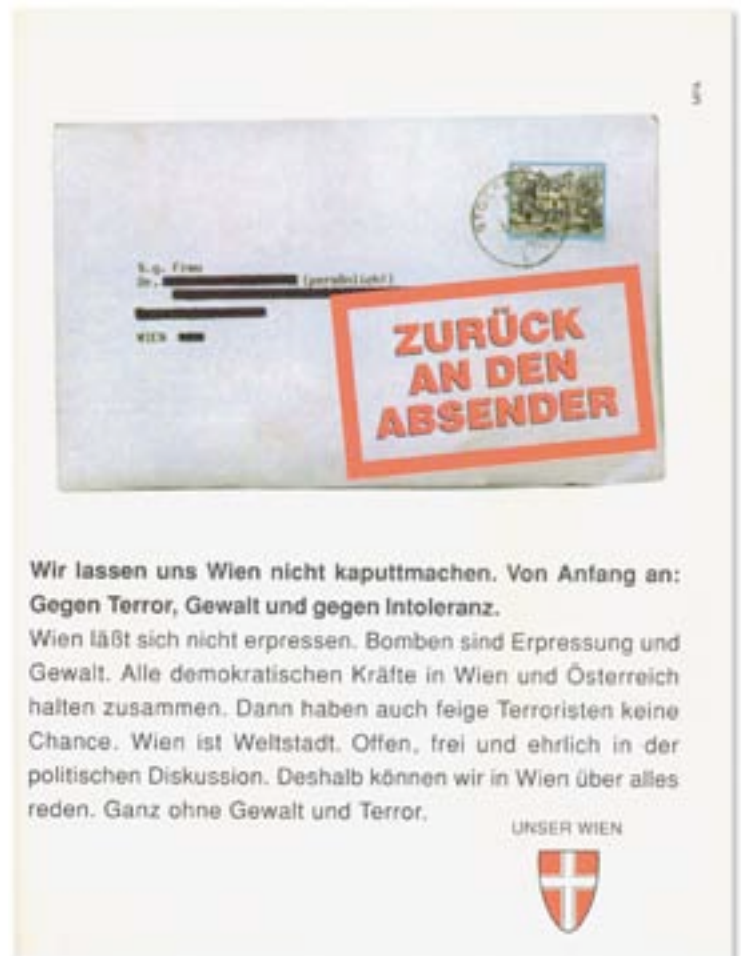 S.g. Frau
Dr. (persönlich!)
WIEN
ZURÜCK
AN DEN
ABSENDER
Wir lassen uns Wien nicht kaputtmachen. Von Anfang an:
Gegen Terror, Gewalt und gegen Intoleranz.
Wien läßt sich nicht erpressen. Bomben sind Erpressung und
Gewalt. Alle demokratischen Kräfte in Wien und Österreich
halten zusammen. Dann haben auch feige Terroristen keine
Chance. Wien ist Weltstadt. Offen, frei und ehrlich in der
politischen Diskussion. Deshalb können wir in Wien über alles
reden. Ganz ohne Gewalt und Terror.
UNSER WIEN